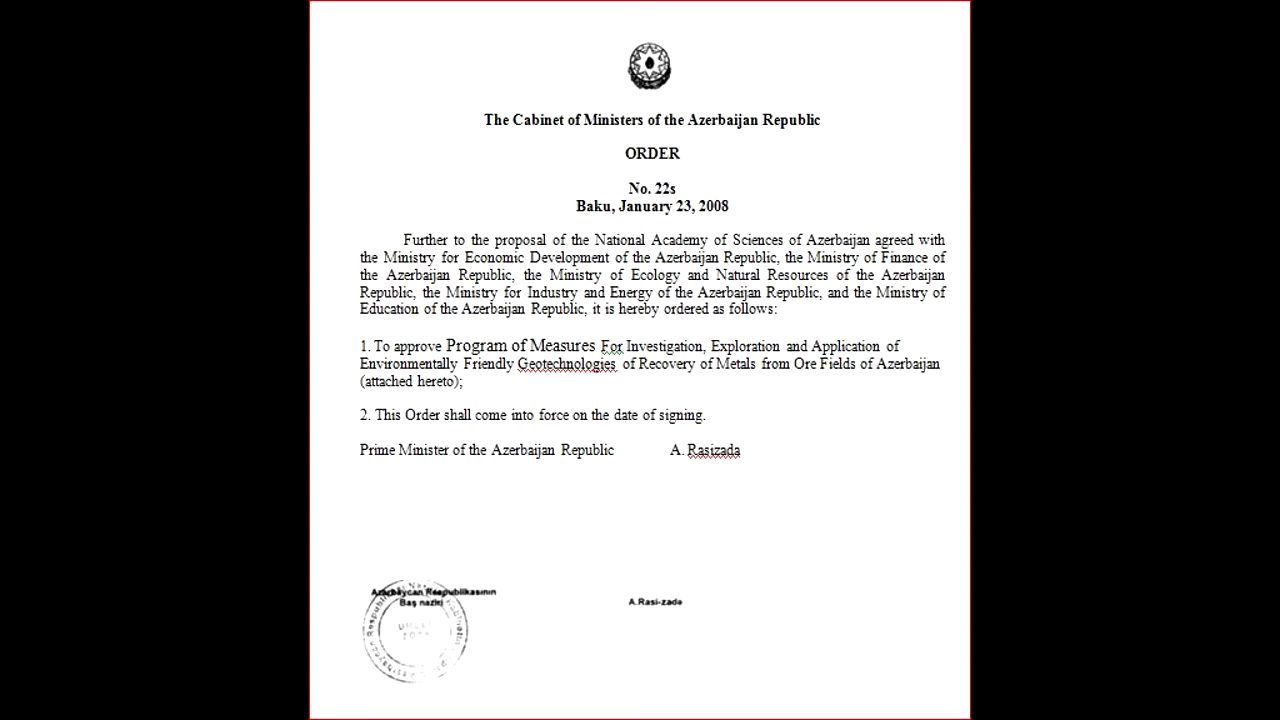 The Cabinet of Ministers of the Azerbaijan Republic
ORDER
No. 22s
Baku, January 23, 2008
Further to the proposal of the National Academy of Sciences of Azerbaijan agreed with
the Ministry for Economic Development of the Azerbaijan Republic, the Ministry of Finance of
the Azerbaijan Republic, the Ministry of Ecology and Natural Resources of the Azerbaijan
Republic, the Ministry for Industry and Energy of the Azerbaijan Republic, and the Ministry of
Education of the Azerbaijan Republic, it is hereby ordered as follows:
1. To approve Program of Measures For Investigation, Exploration and Application of
Environmentally Friendly Geotechnologies of Recovery of Metals from Ore Fields of Azerbaijan
(attached hereto);
2. This Order shall come into force on the date of signing.
Prime Minister of the Azerbaijan Republic A. Rasizada
Azərbaycan Respublikasının
Baş naziri
A.Rasi-zadə